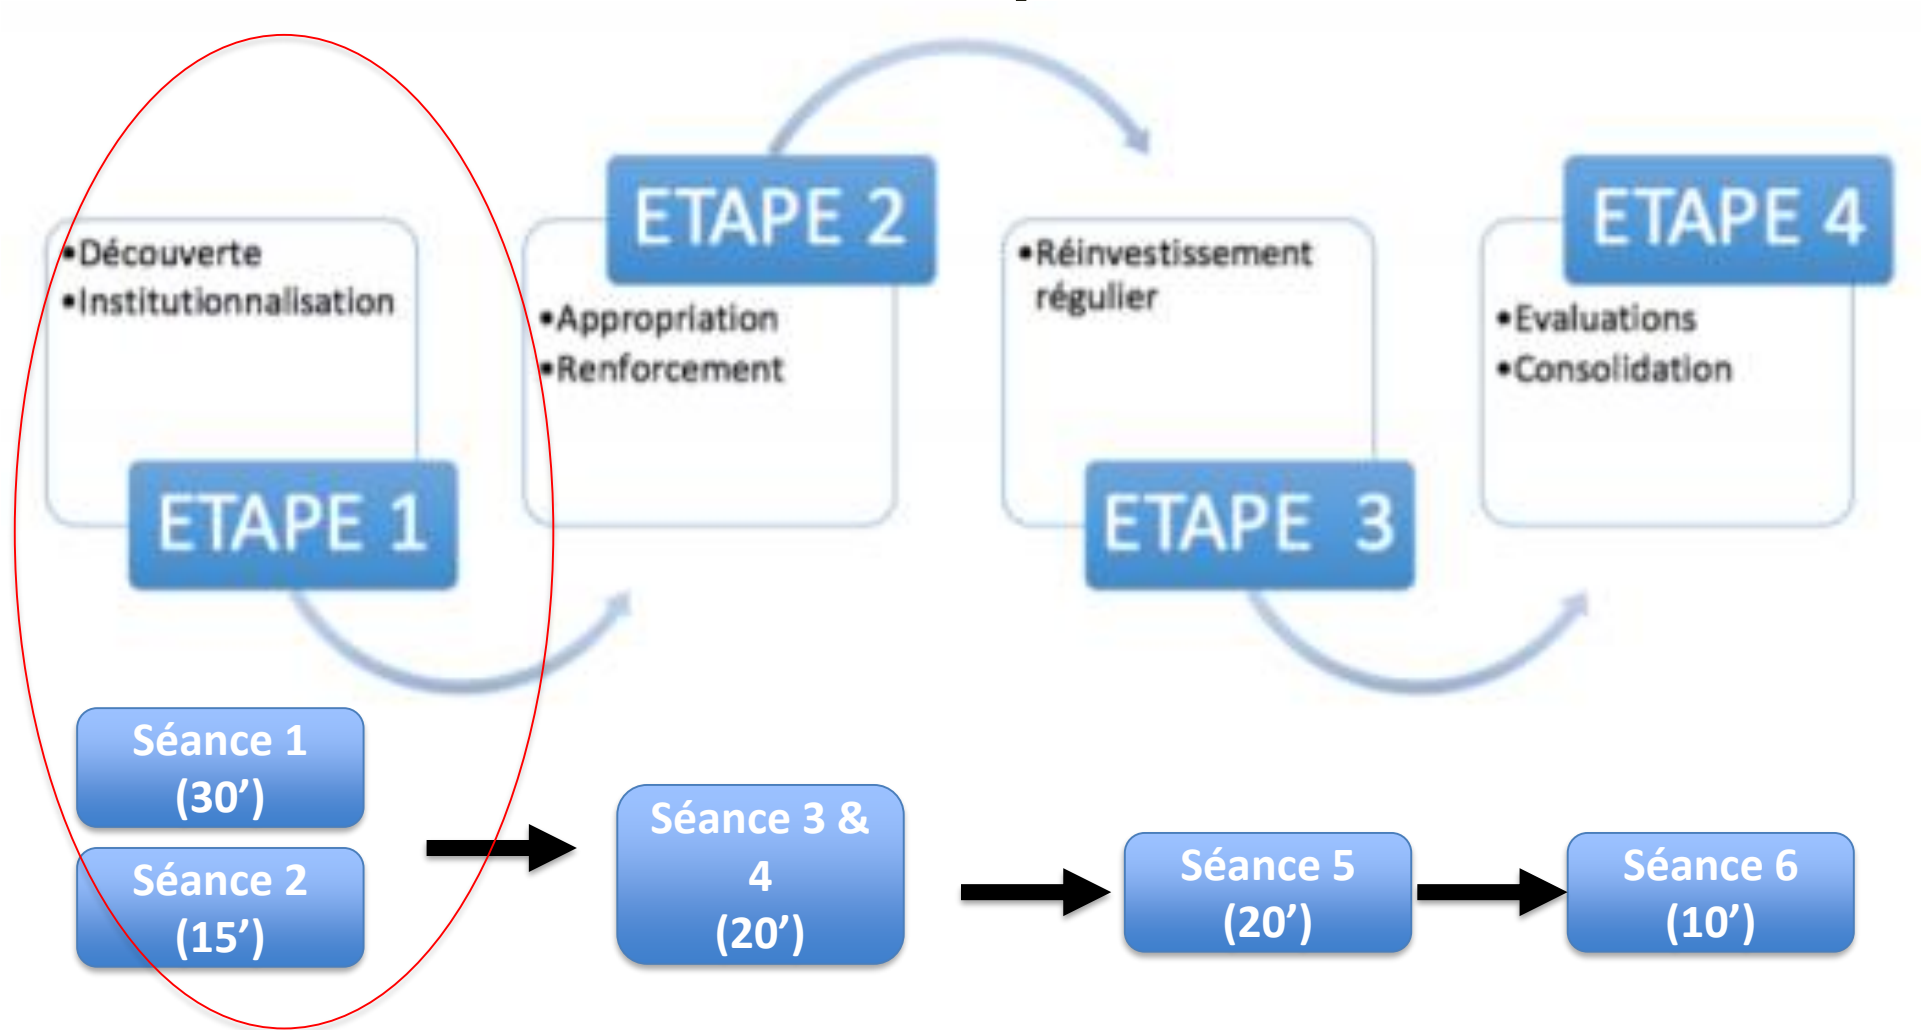 •Découverte
•Institutionnalisation
ETAPE 1
ETAPE 2
•Appropriation
•Renforcement
•Réinvestissement
régulier
ETAPE 3
ETAPE 4
•Evaluations
•Consolidation
Séance 1
(30’)
Séance 2
(15’)
Séance 3 &
4
(20’)
Séance 5
(20’)
Séance 6
(10’)